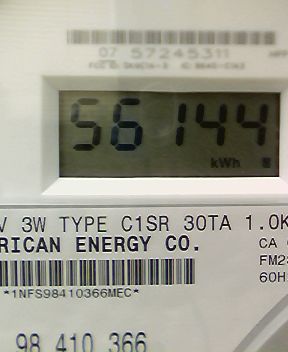 07 57245311
56144
kWh
V 3W TYPE C1SR 30TA 1.0K
RICAN ENERGY CO.
CA
FM2
60H
*1NFS98410366MEC*
98 410 366